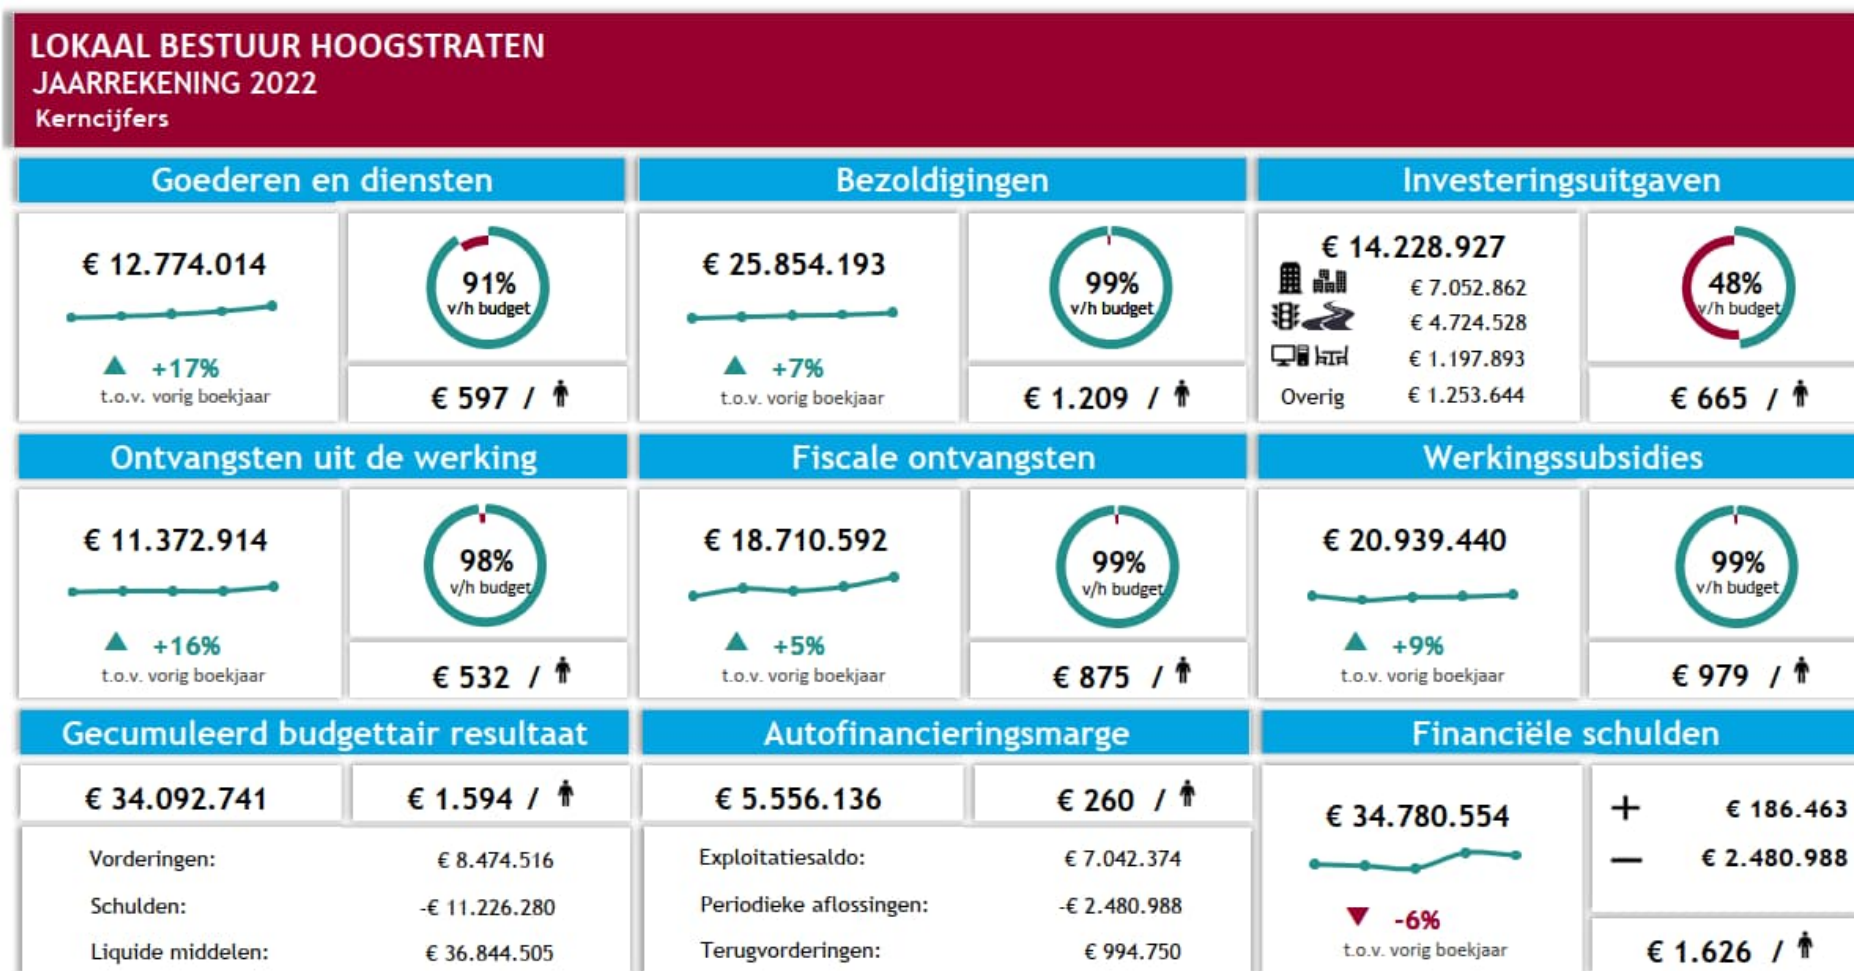 LOKAAL BESTUUR HOOGSTRATEN
JAARREKENING 2022
Kerncijfers
Goederen en diensten
€ 12.774.014
+17%
t.o.v. vorig boekjaar
91%
v/h budget
€ 597 /
Bezoldigingen
€ 25.854.193
+7%
t.o.v. vorig boekjaar
99%
v/h budget
€ 1.209 /
Investeringsuitgaven
€ 14.228.927
€ 7.052.862
€ 4.724.528
€ 1.197.893
Overig € 1.253.644
48%
v/h budget
€ 665 /
Ontvangsten uit de werking
€ 11.372.914
+16%
t.o.v. vorig boekjaar
98%
v/h budget
€ 532 /
Fiscale ontvangsten
€ 18.710.592
+5%
t.o.v. vorig boekjaar
99%
v/h budget
€ 875 /
Werkingssubsidies
€ 20.939.440
+9%
t.o.v. vorig boekjaar
99%
v/h budget
€ 979 /
Gecumuleerd budgettair resultaat
€ 34.092.741
€ 1.594 /
Vorderingen: € 8.474.516
Schulden: -€ 11.226.280
Liquide middelen: € 36.844.505
Autofinancieringsmarge
€ 5.556.136
€ 260 /
Exploitatiesaldo: € 7.042.374
Periodieke aflossingen: -€ 2.480.988
Terugvorderingen: € 994.750
Financiële schulden
€ 34.780.554
-6%
t.o.v. vorig boekjaar
+ € 186.463
− € 2.480.988
€ 1.626 /